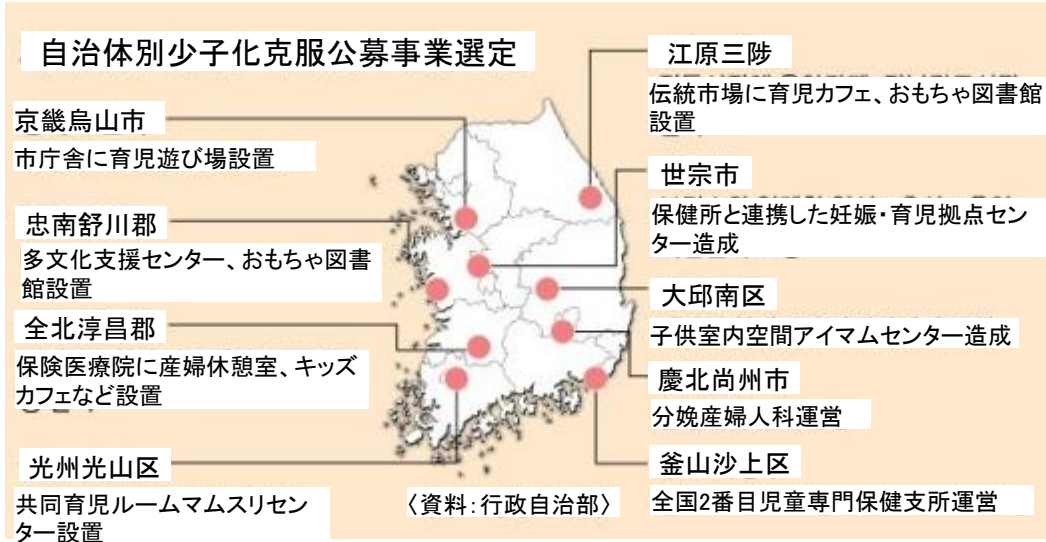 自治体別少子化克服公募事業選定
京畿烏山市
市庁舎に育児遊び場設置
忠南舒川郡
多文化支援センター、おもちゃ図書
館設置
全北淳昌郡
保険医療院に産婦休憩室、キッズ
カフェなど設置
光州光山区
共同育児ルームマムスリセン
ター設置
江原三陟
伝統市場に育児カフェ、おもちゃ図書館
設置
世宗市
保健所と連携した妊娠・育児拠点セン
ター造成
大邱南区
子供室内空間アイマムセンター造成
慶北尚州市
分娩産婦人科運営
釜山沙上区
全国2番目児童専門保健支所運営
〈資料:行政自治部〉